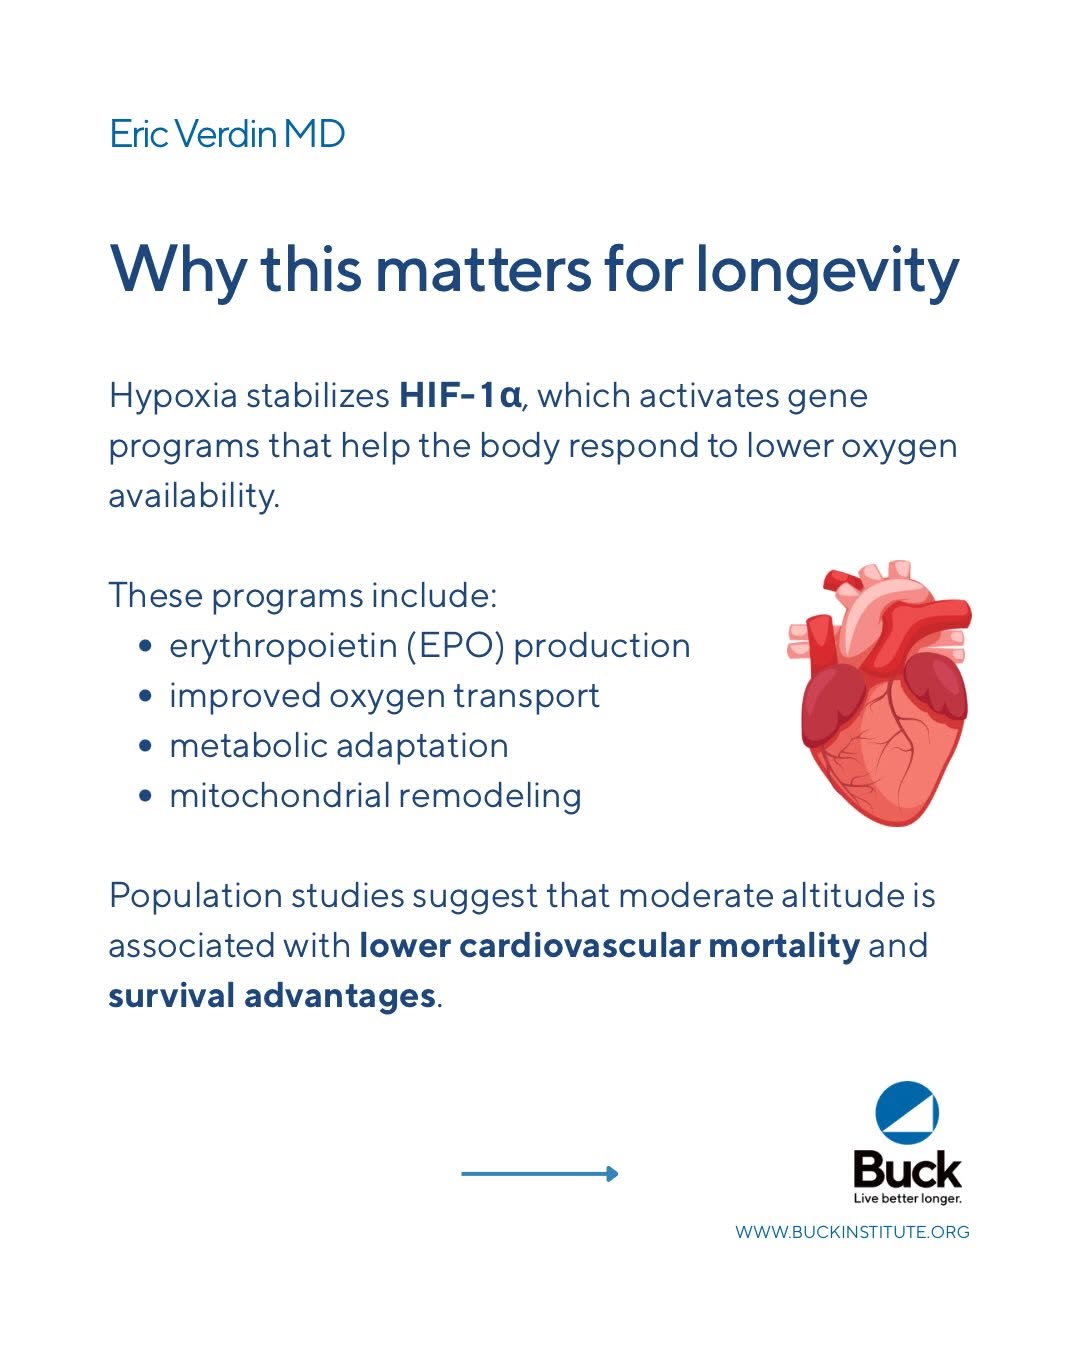 Eric Verdin MD
Why this matters for longevity
Hypoxia stabilizes HIF-1α, which activates gene
programs that help the body respond to lower oxygen
availability.
These programs include:
• erythropoietin (EPO) production
• improved oxygen transport
• metabolic adaptation
• mitochondrial remodeling
Population studies suggest that moderate altitude is
associated with lower cardiovascular mortality and
survival advantages.
Buck
Live better longer.
WWW.BUCKINSTITUTE.ORG